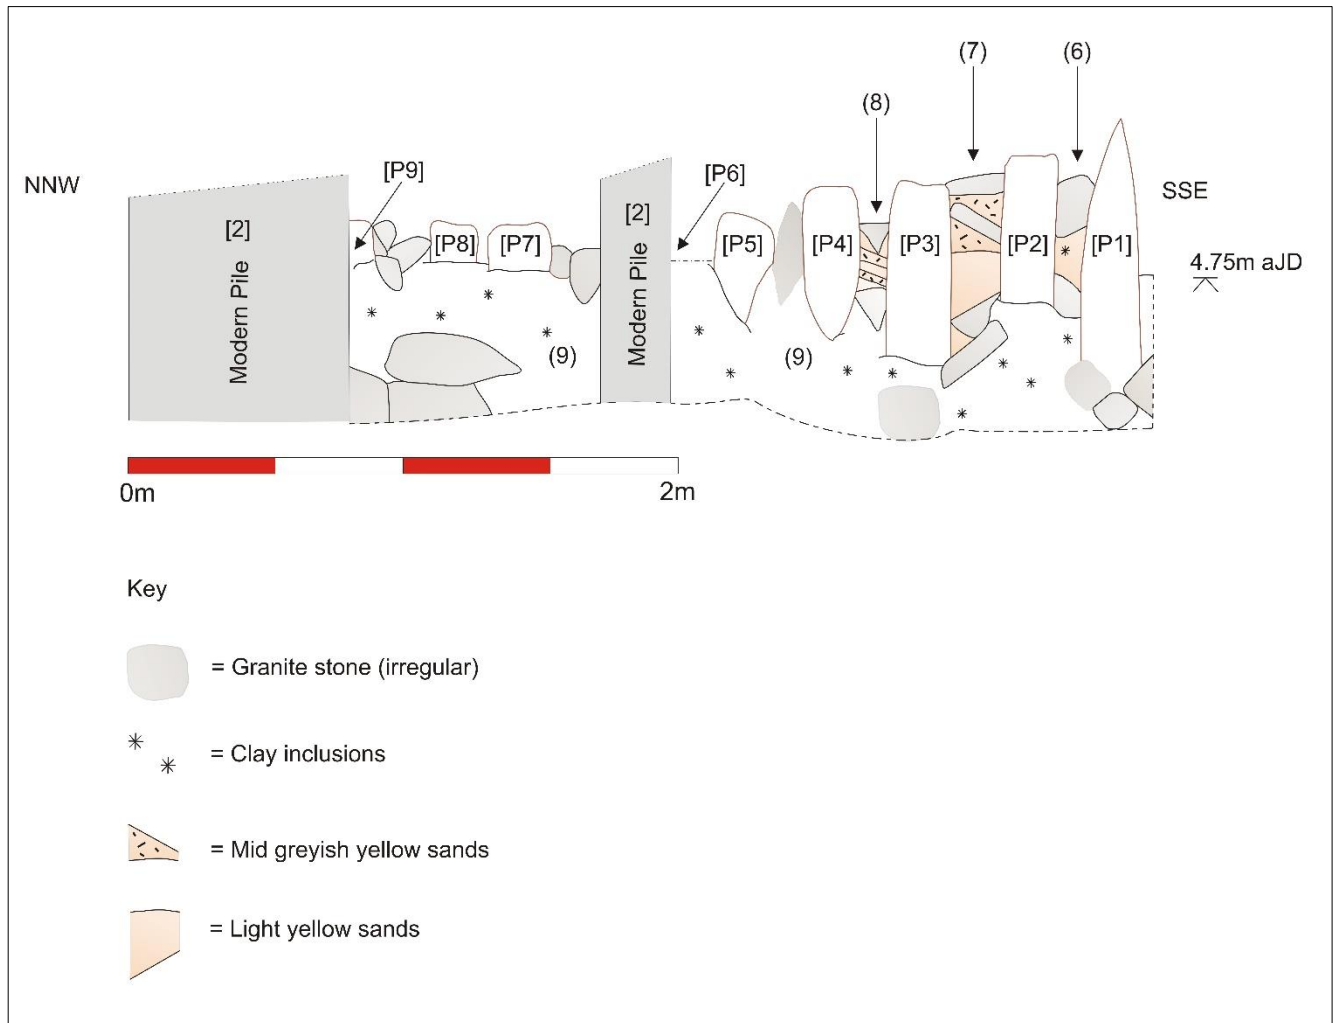 (7)
(6)
(8)
NNW
[P9]
[P6]
SSE
[2]
Modern Pile
[P8]
[P7]
[2]
Modern Pile
[P5]
[P4]
[P3]
[P2]
[P1]
4.75m aJD
(9)
(9)
0m
2m
Key
= Granite stone (irregular)
= Clay inclusions
= Mid greyish yellow sands
= Light yellow sands